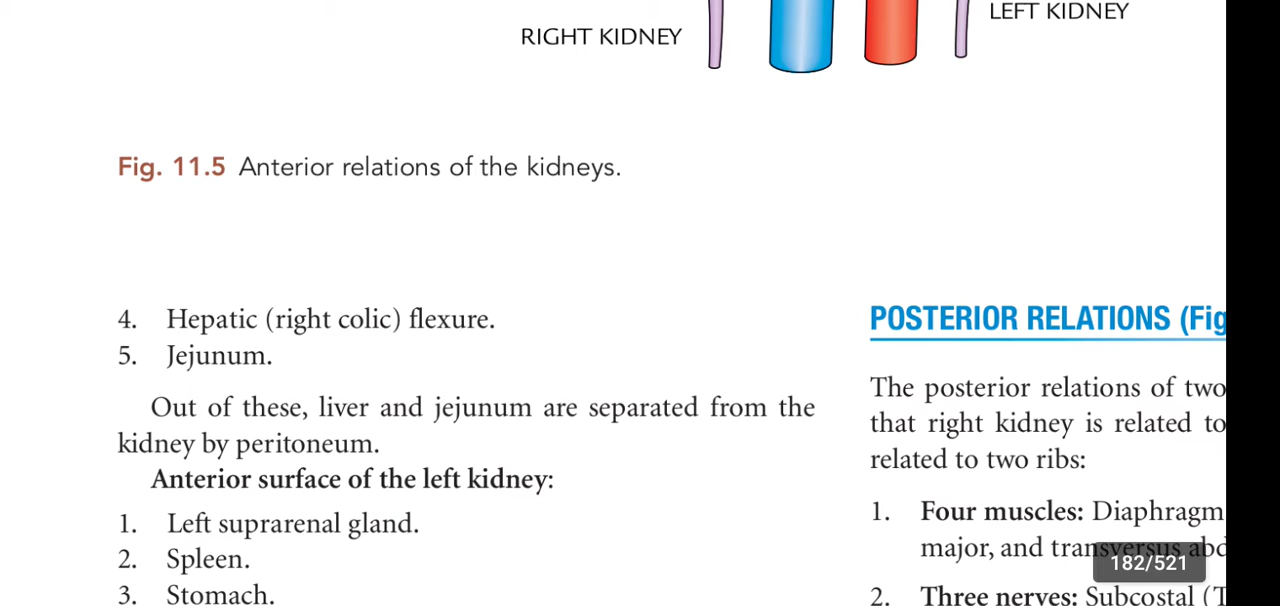 RIGHT KIDNEY
LEFT KIDNEY
Fig. 11.5 Anterior relations of the kidneys.
4. Hepatic (right colic) flexure.
5. Jejunum.
Out of these, liver and jejunum are separated from the
kidney by peritoneum.
Anterior surface of the left kidney:
1. Left suprarenal gland.
2. Spleen.
3. Stomach.
POSTERIOR RELATIONS (Fig
The posterior relations of two
that right kidney is related to
related to two ribs:
1. Four muscles: Diaphragm
major, and transversus abd
2. Three nerves: Subcostal (T
182/521